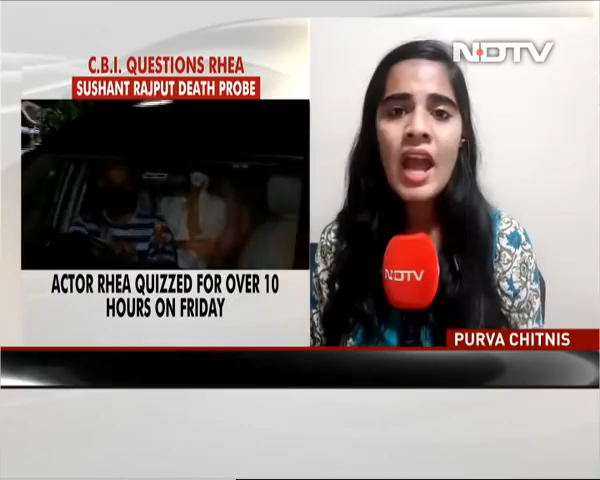 NDTV
C.B.I. QUESTIONS RHEA
SUSHANT RAJPUT DEATH PROBE
ACTOR RHEA QUIZZED FOR OVER 10
HOURS ON FRIDAY
NDTV
PURVA CHITNIS